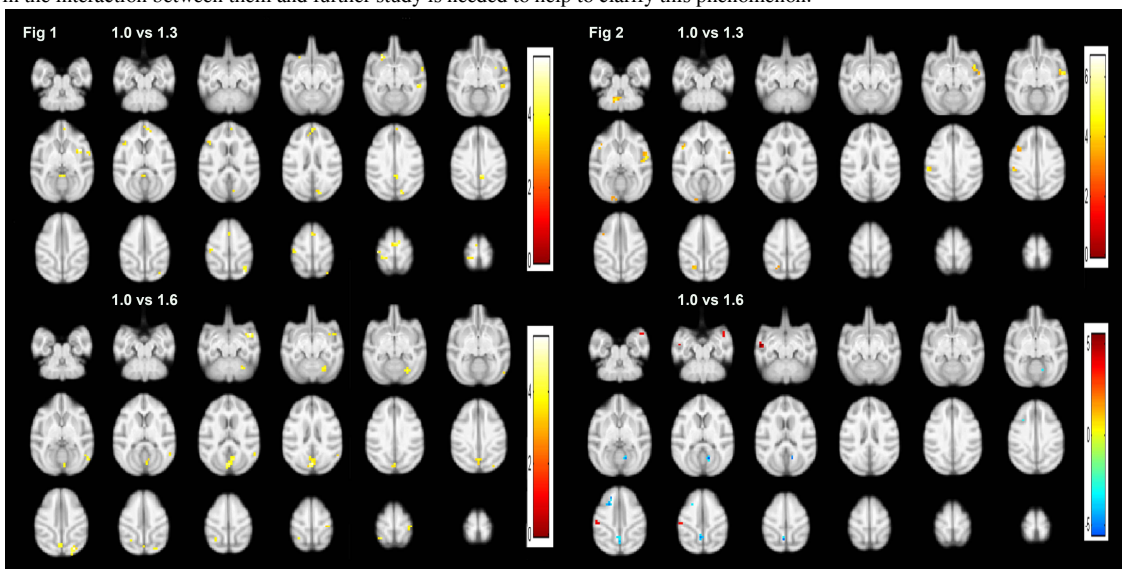 in the interaction between them and further study is needed to help to clarify this phenomenon.
Fig 1 1.0 vs 1.3
4
2
0
Fig 2 1.0 vs 1.3
6
4
2
0
1.0 vs 1.6
4
2
0
1.0 vs 1.6
5
0
-5